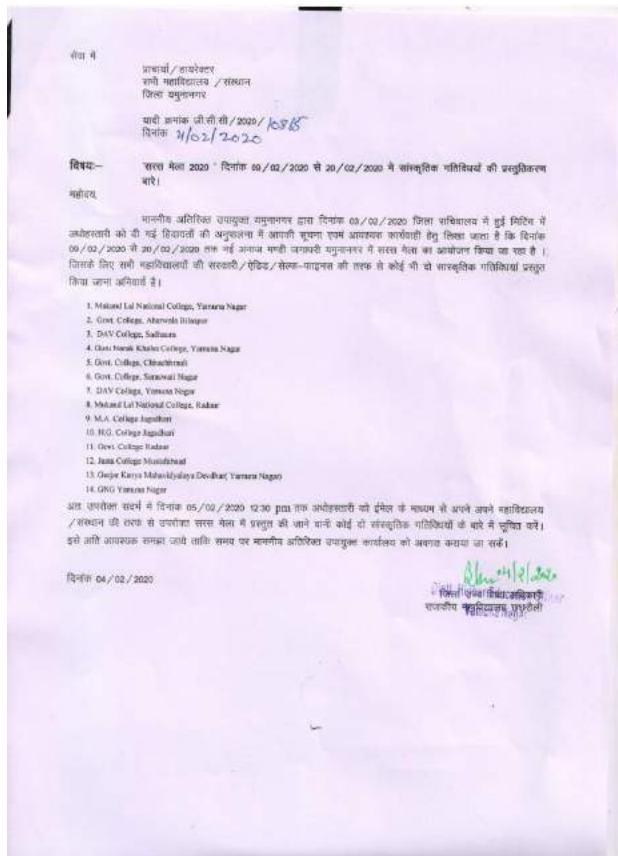 सेवा में
प्राचार्या/डायरेक्टर
सभी महाविद्यालय /संस्थान
जिला यमुनानगर
यादी क्रमांक जी.सी.सी/2020/
दिनांक 4/02/2020
विषयः– सरस मेला 2020 ' दिनांक 09/02/2020 से 20/02/2020 में सांस्कृतिक गतिविधियों की प्रस्तुतिकरण
बारे।
महोदय,
माननीय अतिरिक्त उपायुक्त यमुनानगर द्वारा दिनांक 03/02/2020 जिला सचिवालय में हुई मिटिंग में
अधोहस्तारी को दी गई हिदायतों की अनुपालना में आपकी सूचना एवम आवश्यक कार्यवाही हेतु लिखा जाता है कि दिनांक
09/02/2020 से 20/02/2020 तक नई अनाज मण्डी जगाधरी यमुनानगर में सरस मेला का आयोजन किया जा रहा है ।
जिसके लिए सभी महाविद्यालयों की सरकारी/ऐडिड/सेल्फ–फाइनस की तरफ से कोई भी दो सास्कृतिक गतिविधियां प्रस्तुत
किया जाना अनिवार्य है।
1. Mukand Lal National College, Yamuna Nagar
2. Govt. College, Aharwala Bilaspur
3. DAV College, Sadhaura
4. Guru Nanak Khalsa College, Yamuna Nagar
5. Govt. College, Chhachhrauli
6. Govt. College, Saraswati Nagar
7. DAV College, Yamuna Nagar
8. Mukand Lal National College, Radaur
9. M.A. College Jagadhari
10. H.G. College Jagadhari
11. Govt. College Radaur
12. Janta College Mustafabad
13. Gurjar Kanya Mahavidyalaya Devdhar( Yamuna Nagar)
14. GNG Yamuna Nagar
अतः उपरोक्त संदर्भ में दिनांक 05/02/2020 12:30 pm तक अधोहस्तारी को ईमेल के माध्यम से अपने अपने महाविद्यालय
/संस्थान की तरफ से उपरोक्त सरस मेला में प्रस्तुत की जाने वाली कोई दो सांस्कृतिक गतिविधियों के बारे में सूचित करें।
इसे अति आवश्यक समझा जाये ताकि समय पर माननीय अतिरिक्त उपायुक्त कार्यालय को अवगत कराया जा सकें।
दिनांक 04/02/2020
4/2/2020
जिला उच्च शिक्षा अधिकारी
राजकीय महाविद्यालय छछरौली